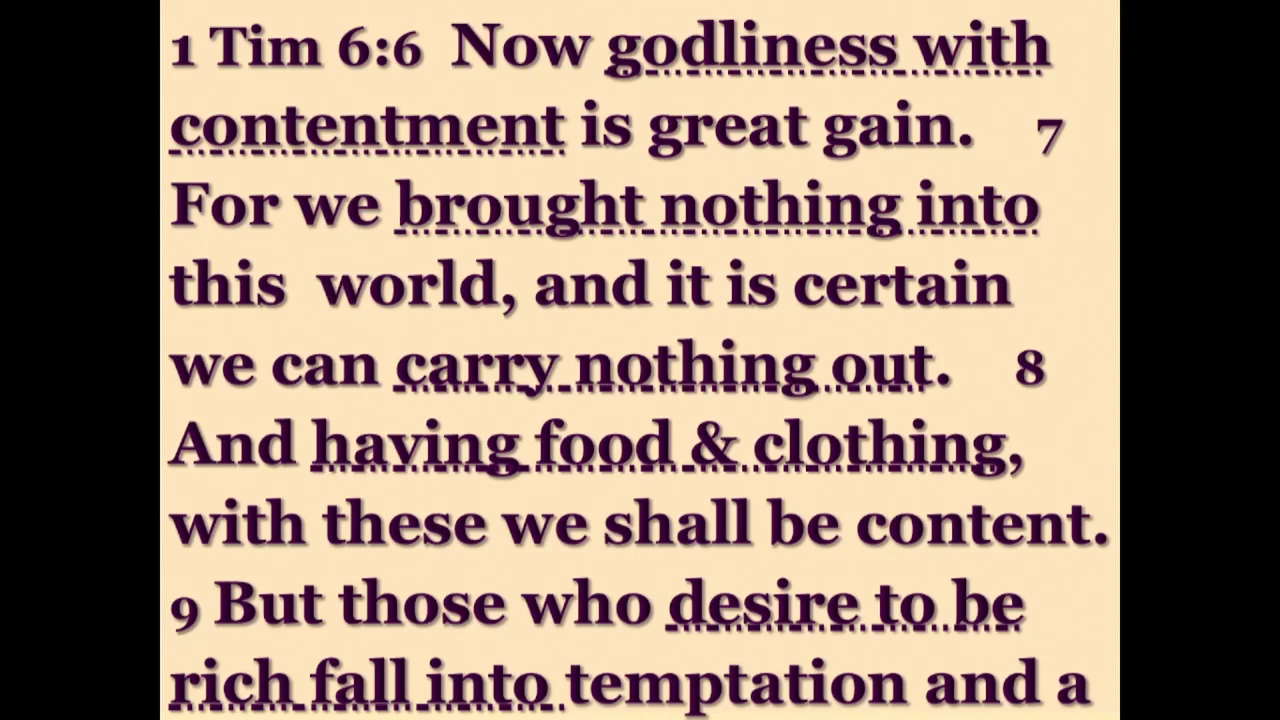 1 Tim 6:6 Now godliness with
contentment is great gain. 7
For we brought nothing into
this world, and it is certain
we can carry nothing out. 8
And having food & clothing,
with these we shall be content.
9 But those who desire to be
rich fall into temptation and a